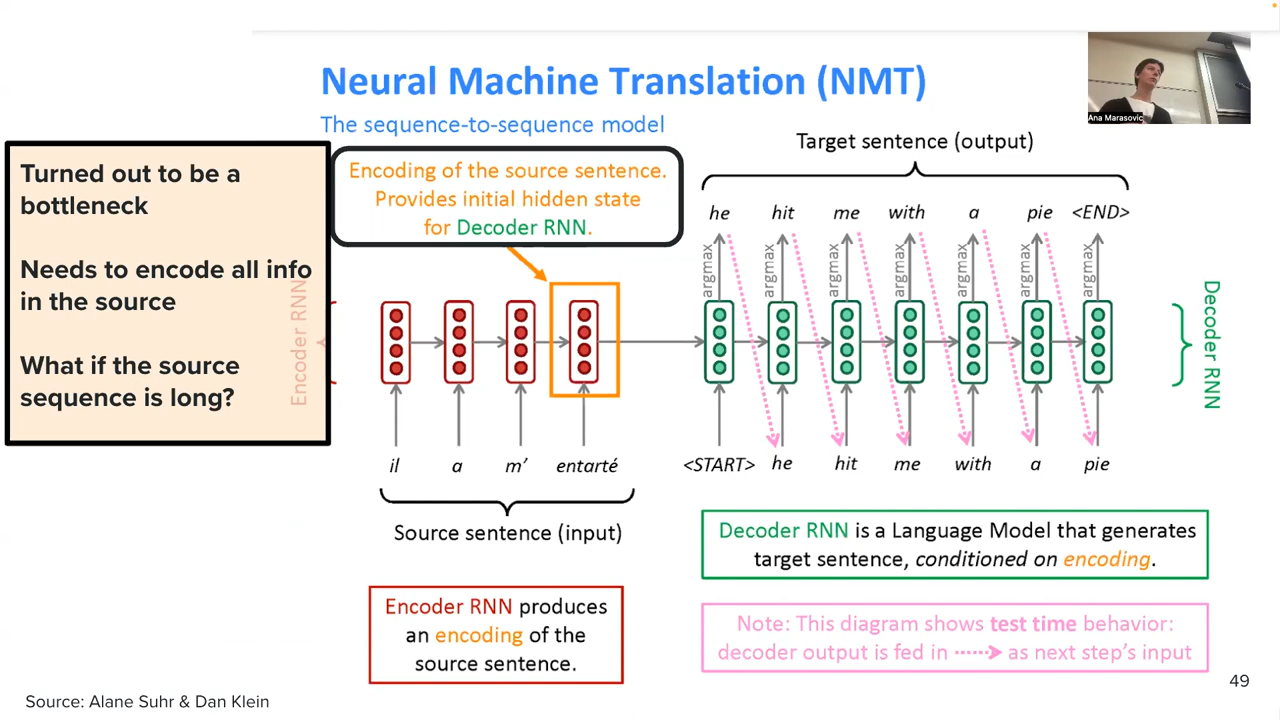 Neural Machine Translation (NMT)
The sequence-to-sequence model
Ana Marasovic
Turned out to be a
bottleneck
Needs to encode all info
in the source
What if the source
sequence is long?
Encoding of the source sentence.
Provides initial hidden state
for Decoder RNN.
Target sentence (output)
he hit me with a pie <END>
argmax argmax argmax argmax argmax argmax argmax
Encoder RNN
Decoder RNN
il a m’ entarté
<START> he hit me with a pie
Source sentence (input)
Encoder RNN produces
an encoding of the
source sentence.
Decoder RNN is a Language Model that generates
target sentence, conditioned on encoding.
Note: This diagram shows test time behavior:
decoder output is fed in as next step’s input
49
Source: Alane Suhr & Dan Klein